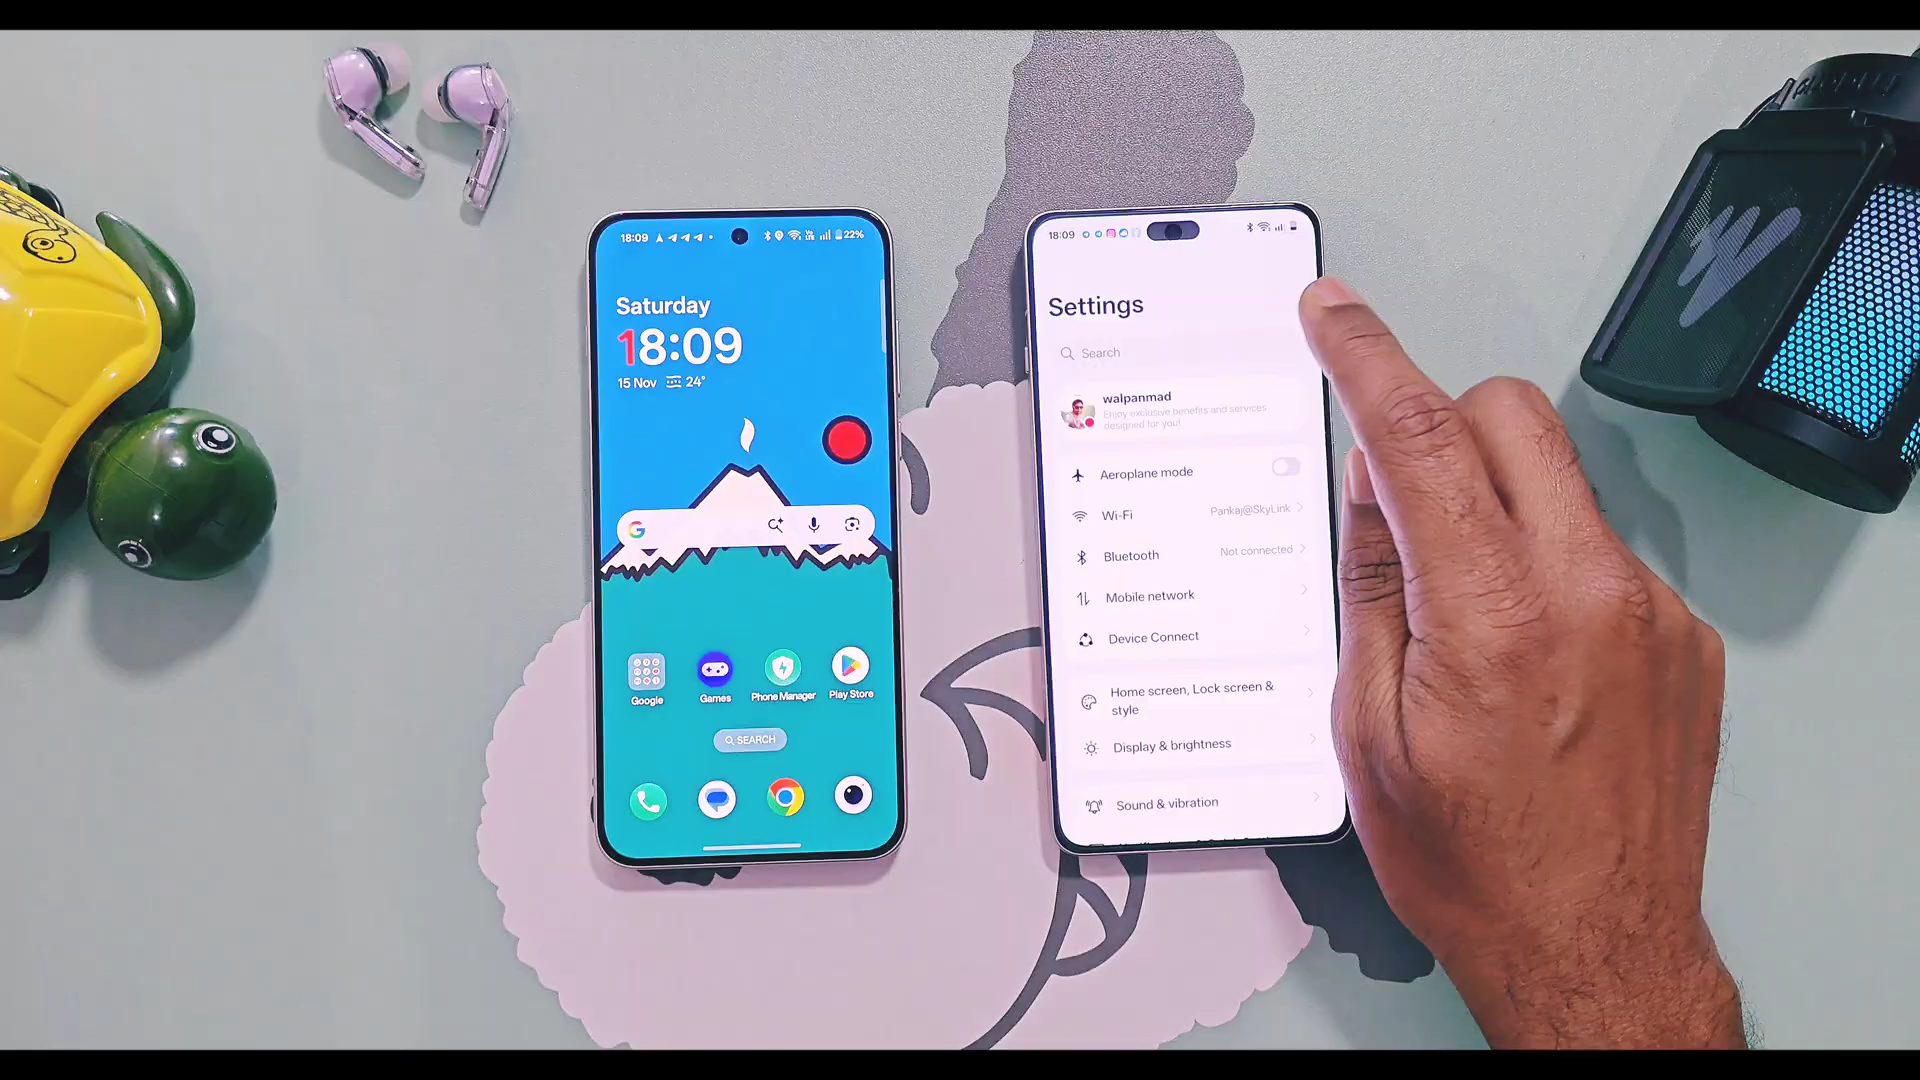 18:09
22%
Saturday
18:09
15 Nov 24°
Google
Games
Phone Manager
Play Store
SEARCH
18:09
Settings
Search
walpanmad
Enjoy exclusive benefits and services
designed for you!
Aeroplane mode
Wi-Fi Pankaj@SkyLink
Bluetooth Not connected
Mobile network
Device Connect
Home screen, Lock screen &
style
Display & brightness
Sound & vibration